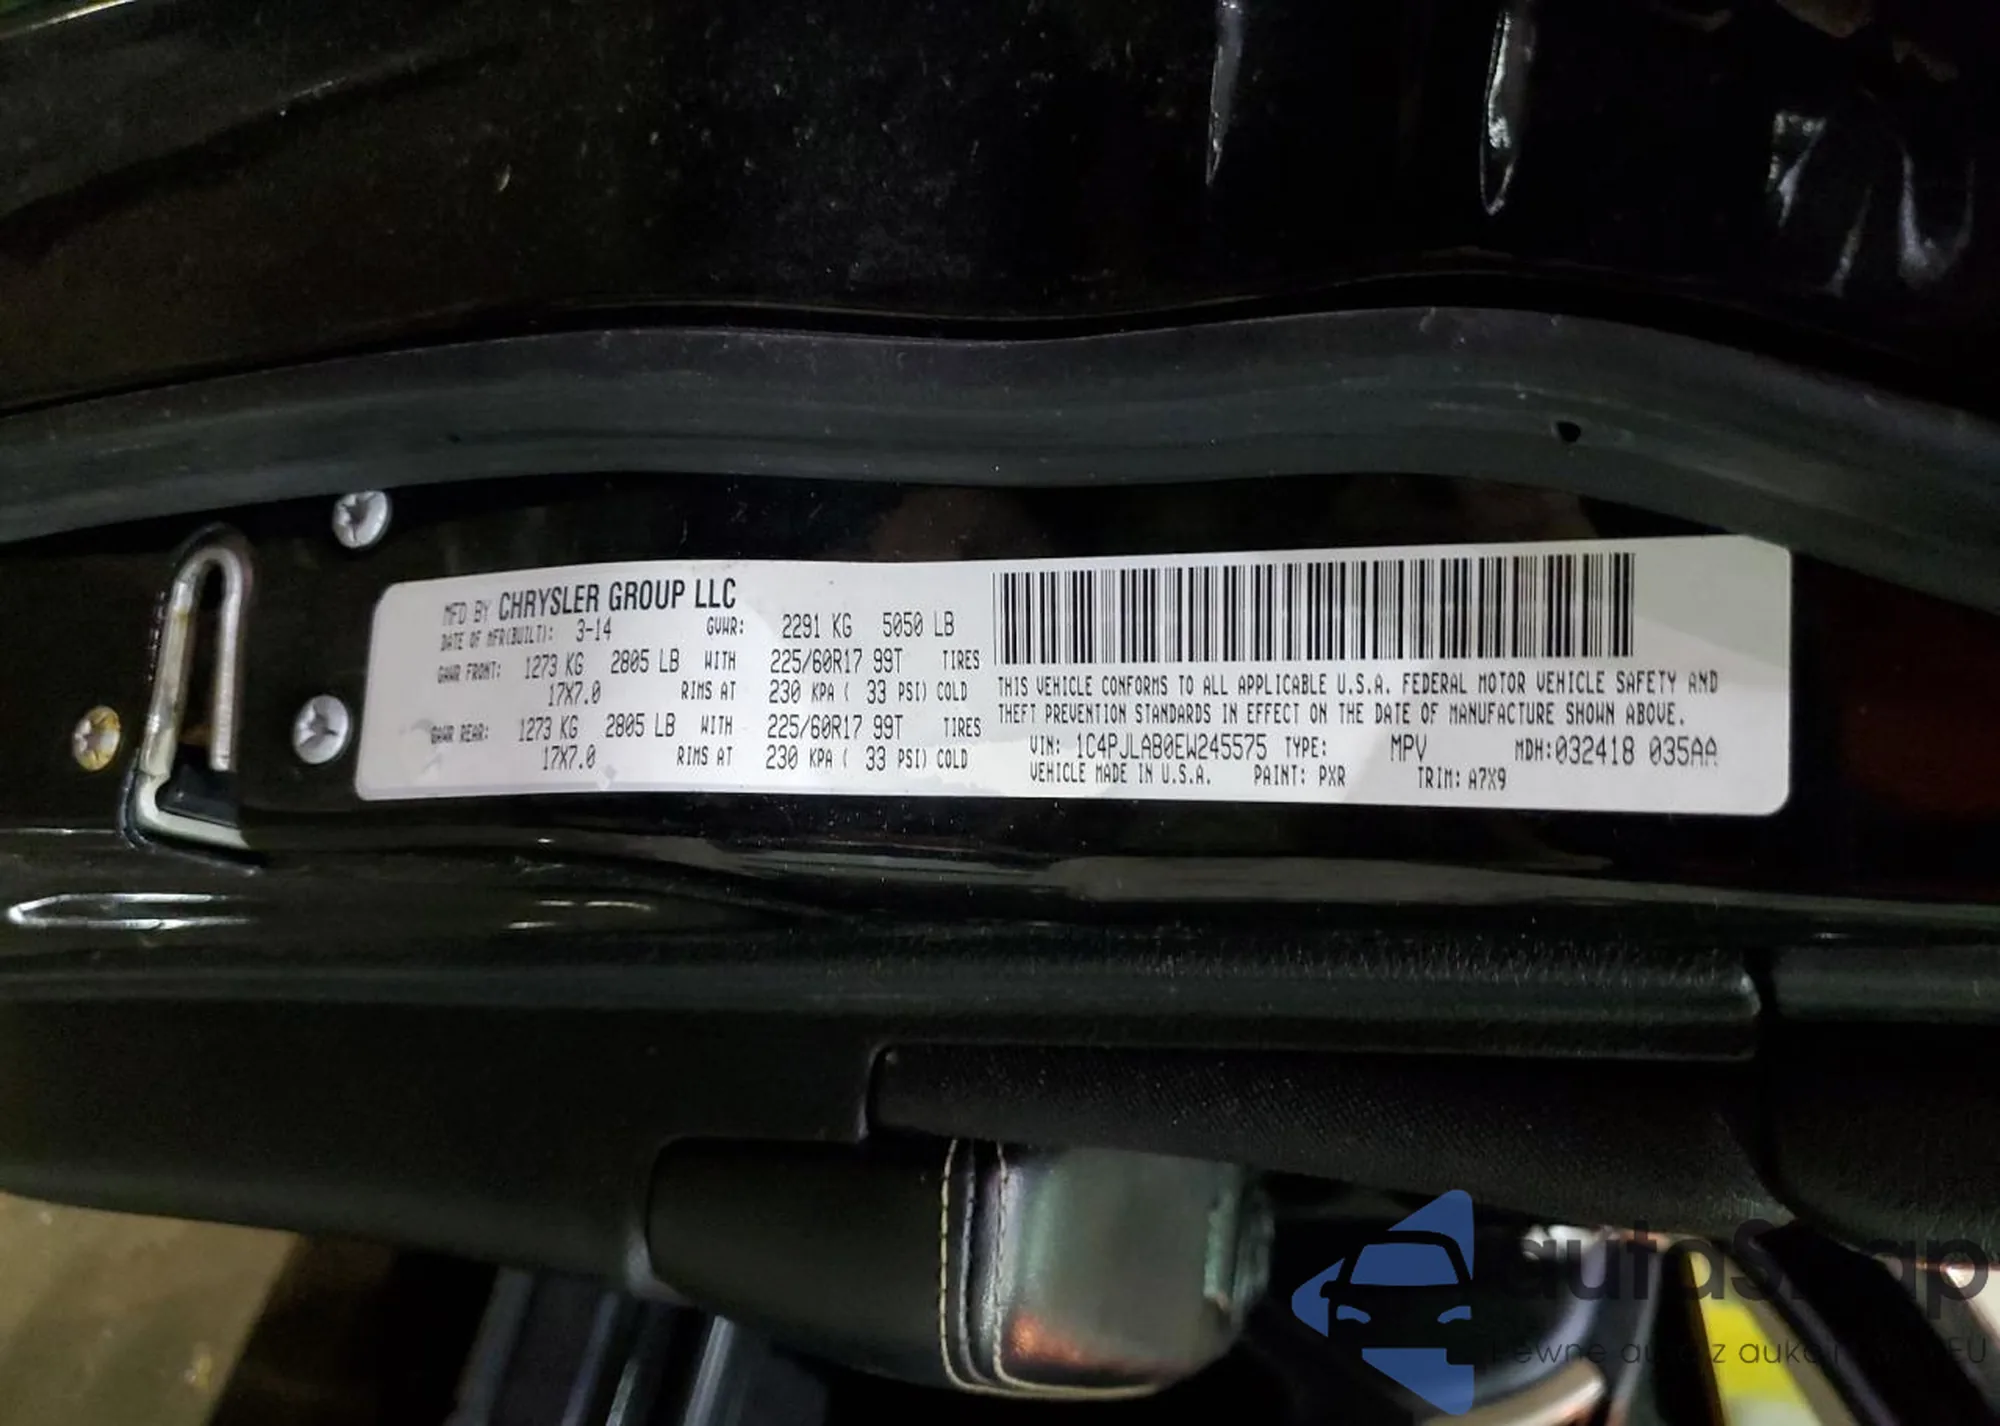 MFD BY CHRYSLER GROUP LLC
DATE OF MFR(BUILT): 3-14 GVWR: 2291 KG 5050 LB
GAWR FRONT: 1273 KG 2805 LB WITH 225/60R17 99T TIRES
17X7.0 RIMS AT 230 KPA ( 33 PSI) COLD
GAWR REAR: 1273 KG 2805 LB WITH 225/60R17 99T TIRES
17X7.0 RIMS AT 230 KPA ( 33 PSI) COLD
THIS VEHICLE CONFORMS TO ALL APPLICABLE U.S.A. FEDERAL MOTOR VEHICLE SAFETY AND
THEFT PREVENTION STANDARDS IN EFFECT ON THE DATE OF MANUFACTURE SHOWN ABOVE.
VIN: 1C4PJLAB0EW245575 TYPE: MPV MDH:032418 035AA
VEHICLE MADE IN U.S.A. PAINT: PXR TRIM: A7X9
autoSnap
Pewne auta z aukcji